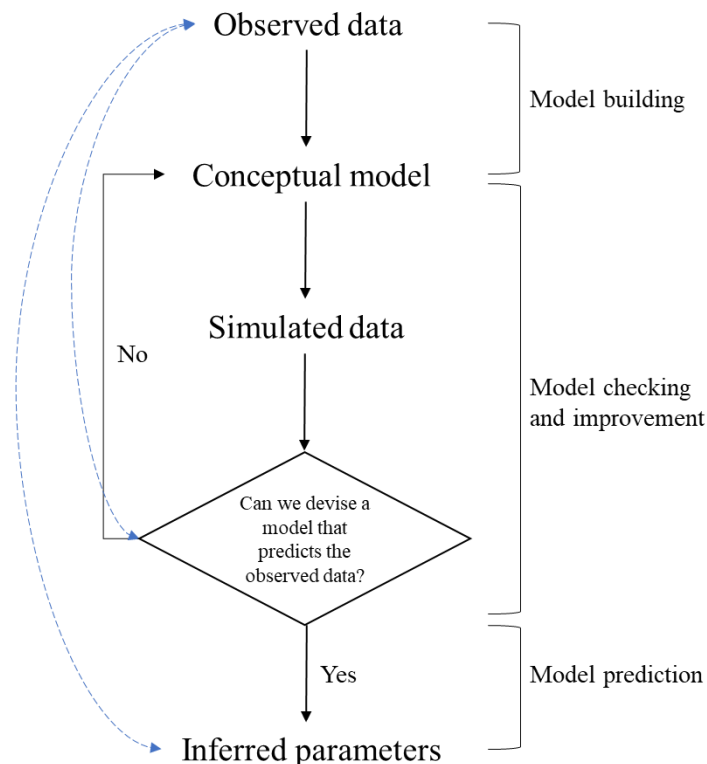 Observed data
Model building
Conceptual model
Simulated data
No
Model checking
and improvement
Can we devise a
model that
predicts the
observed data?
Yes
Model prediction
Inferred parameters